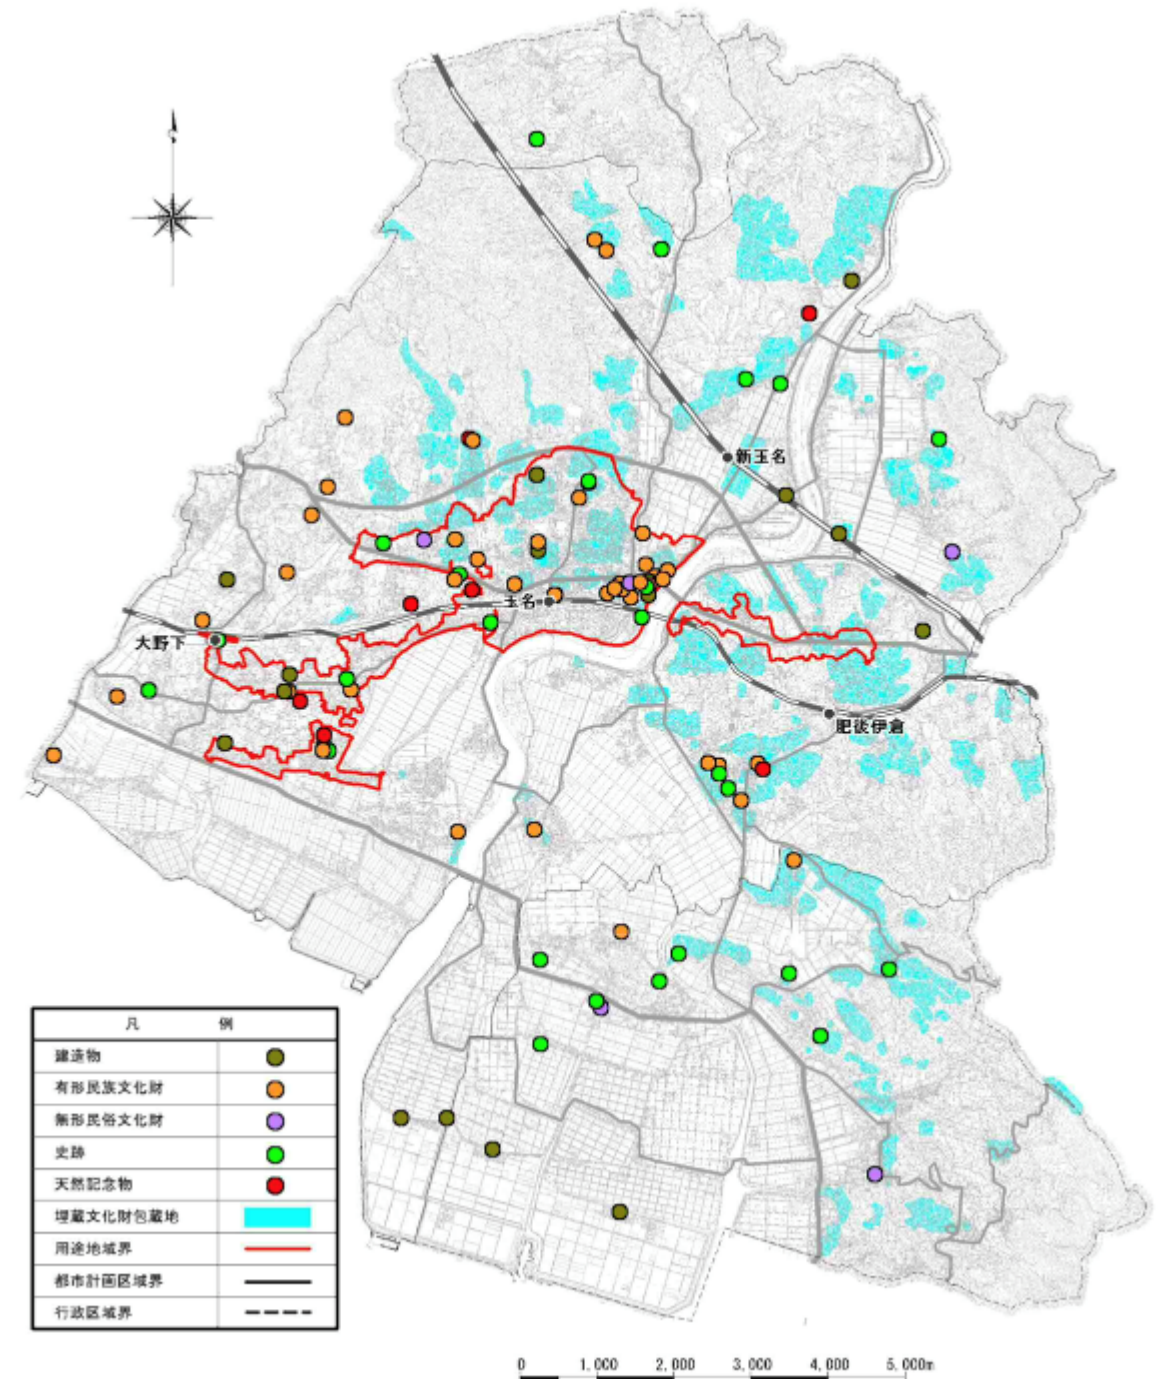 新玉名
玉名
大野下
肥後伊倉
凡 例
建造物
有形民族文化財
無形民俗文化財
史跡
天然記念物
埋蔵文化財包蔵地
用途地域界
都市計画区域界
行政区域界
0 1,000 2,000 3,000 4,000 5,000m